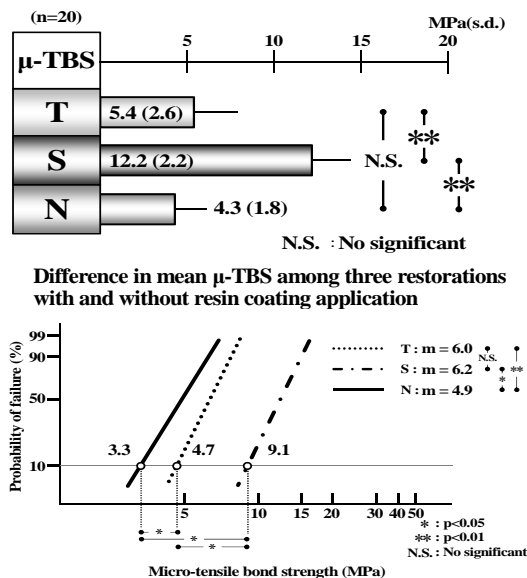 (n=20)
MPa(s.d.)
μ-TBS
5 10 15 20
T 5.4 (2.6)
S 12.2 (2.2)
N 4.3 (1.8)
N.S.
**
**
N.S. : No significant
Difference in mean μ-TBS among three restorations
with and without resin coating application
Probability of failure (%)
99
90
50
10
T : m = 6.0
S : m = 6.2
N : m = 4.9
N.S.
*
**
3.3 4.7 9.1
5 10 15 20 30 40 50
*
*
*
* : p<0.05
** : p<0.01
N.S. : No significant
Micro-tensile bond strength (MPa)